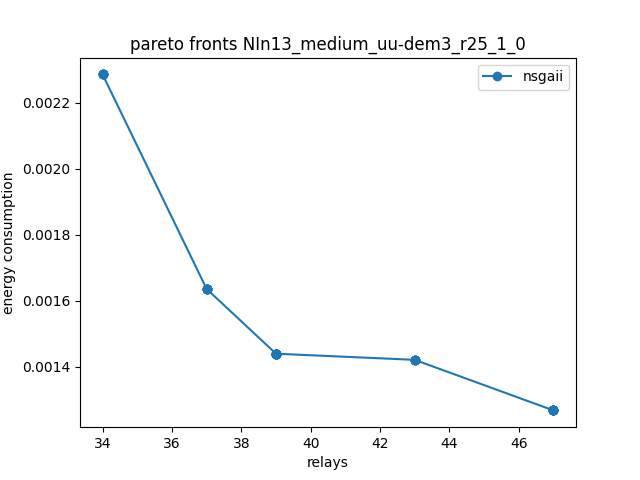 pareto fronts NIn13_medium_uu-dem3_r25_1_0
nsgaii
energy consumption
0.0022
0.0020
0.0018
0.0016
0.0014
34 36 38 40 42 44 46
relays